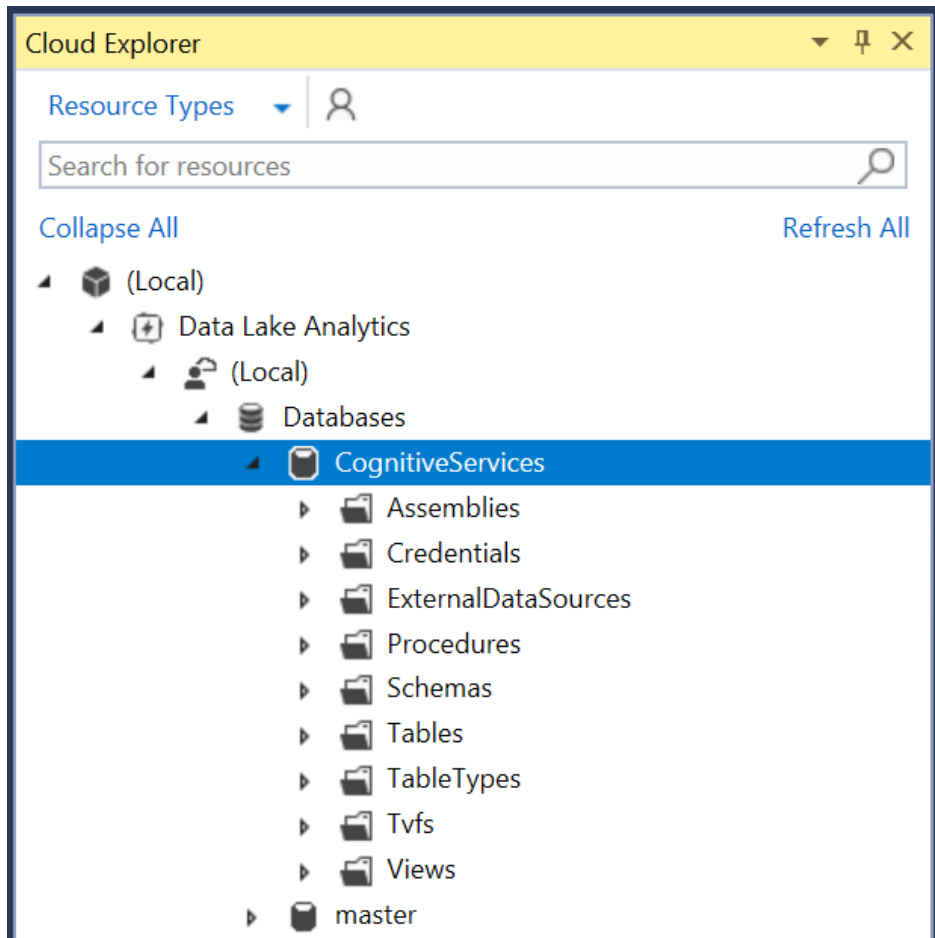 Cloud Explorer
Resource Types
Search for resources
Collapse All Refresh All
(Local)
Data Lake Analytics
(Local)
Databases
CognitiveServices
Assemblies
Credentials
ExternalDataSources
Procedures
Schemas
Tables
TableTypes
Tvfs
Views
master